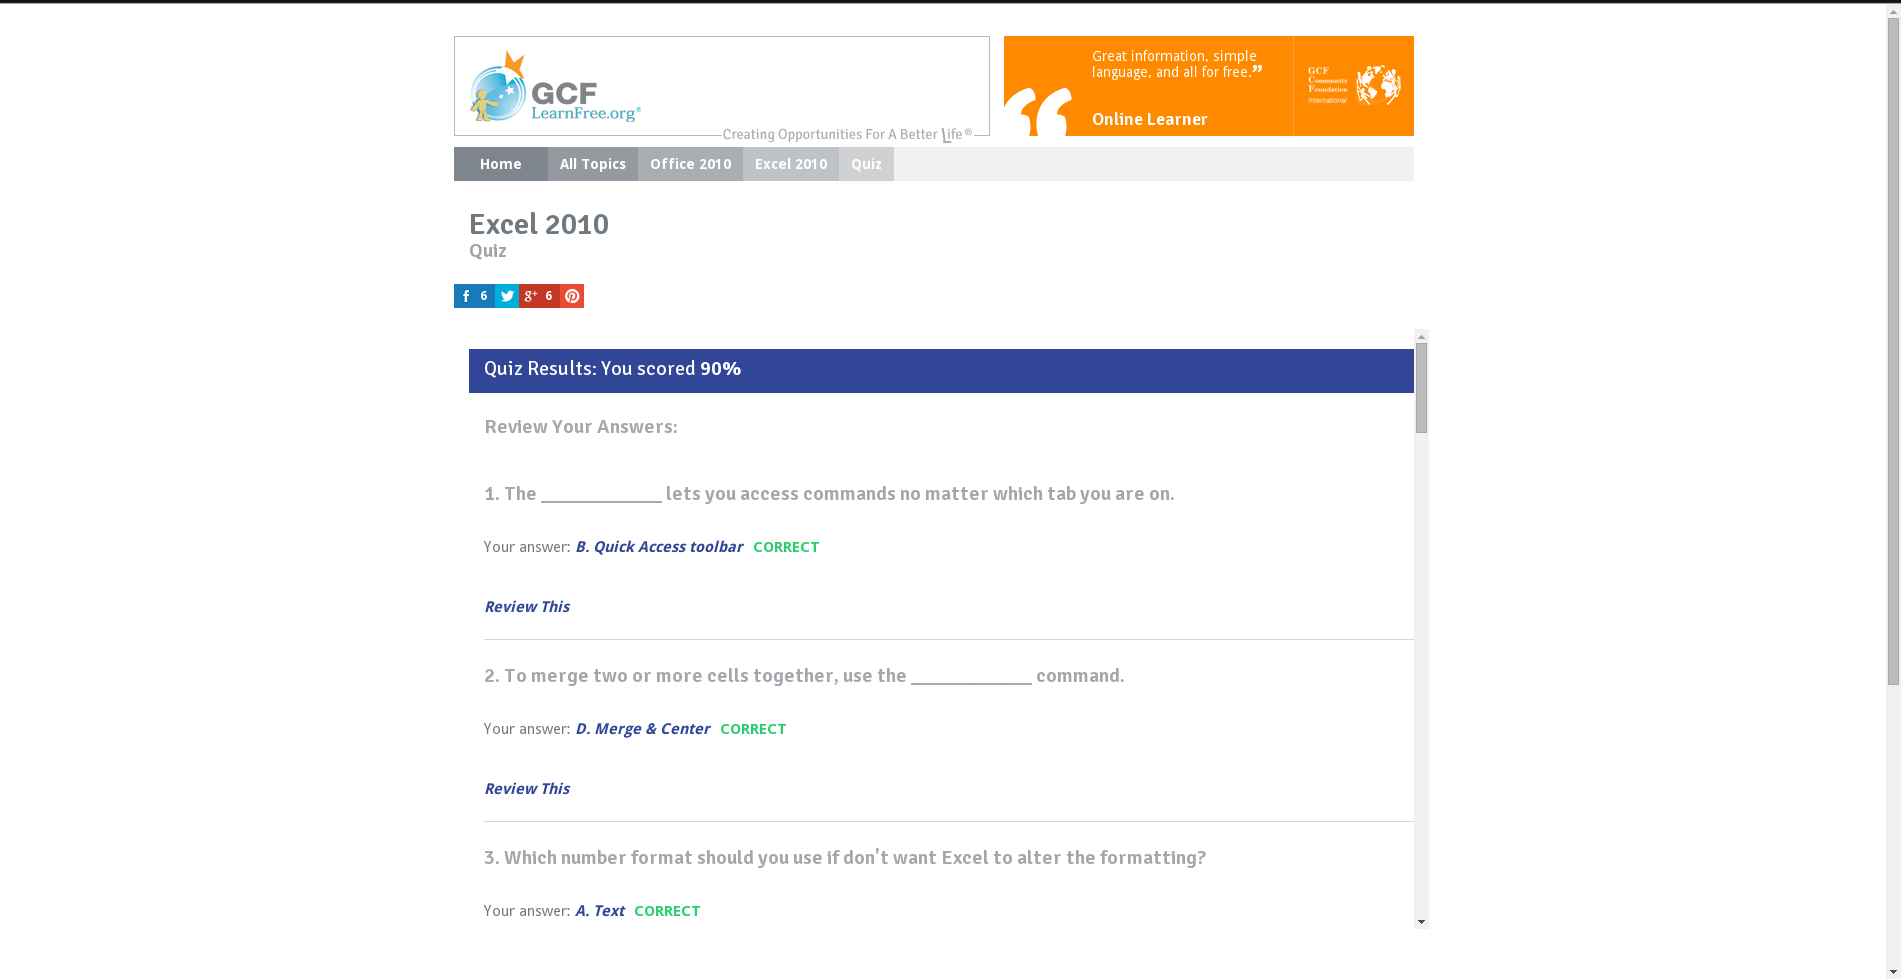 GCF
LearnFree.org®
Creating Opportunities For A Better Life ®
Great information, simple
language, and all for free.”
“
Online Learner
GCF
Community
Foundation
International
Home All Topics Office 2010 Excel 2010 Quiz
Excel 2010
Quiz
6 g+ 6
Quiz Results: You scored 90%
Review Your Answers:
1. The _____________ lets you access commands no matter which tab you are on.
Your answer: B. Quick Access toolbar CORRECT
Review This
2. To merge two or more cells together, use the _____________ command.
Your answer: D. Merge & Center CORRECT
Review This
3. Which number format should you use if don't want Excel to alter the formatting?
Your answer: A. Text CORRECT